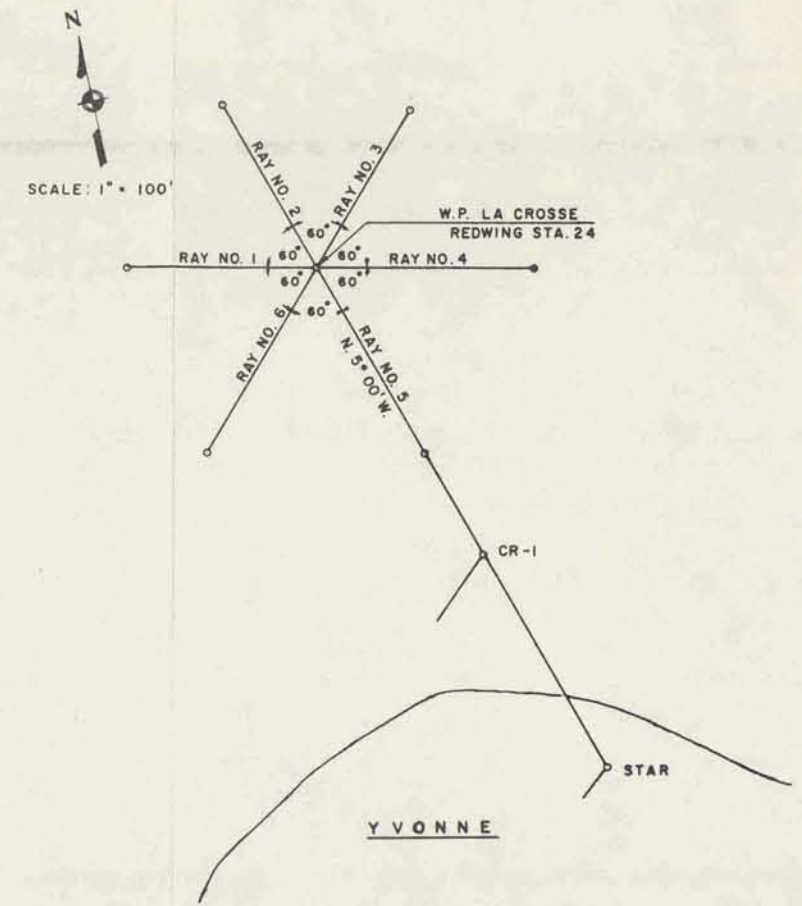 N
SCALE: 1" = 100'
RAY NO. 2
RAY NO. 3
W.P. LA CROSSE
REDWING STA. 24
60°
RAY NO. 1
60°
60°
RAY NO. 4
60°
60°
60°
RAY NO. 6
RAY NO. 5
N. 5° 00' W.
CR-1
STAR
YVONNE